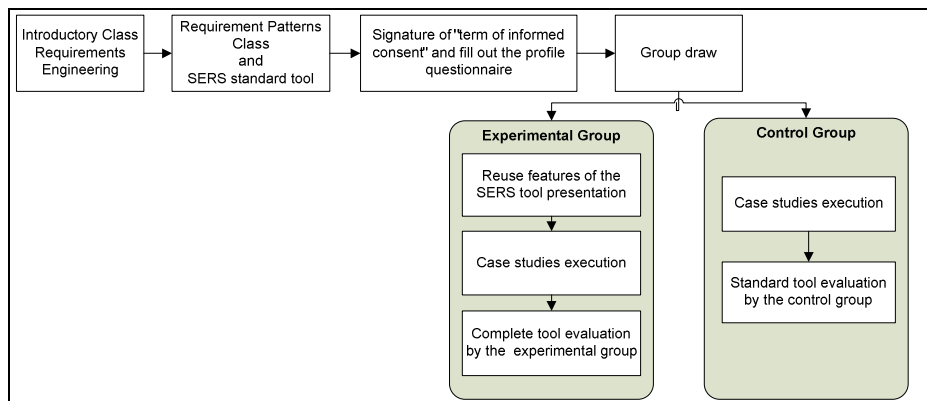 Introductory Class
Requirements
Engineering
Requirement Patterns
Class
and
SERS standard tool
Signature of "term of informed
consent" and fill out the profile
questionnaire
Group draw
Experimental Group
Reuse features of the
SERS tool presentation
Case studies execution
Complete tool evaluation
by the experimental group
Control Group
Case studies execution
Standard tool evaluation
by the control group